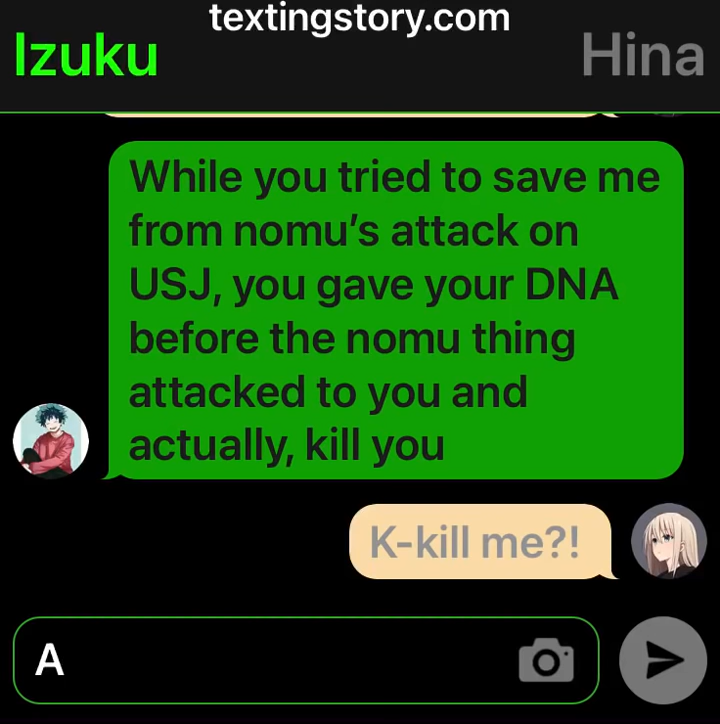 textingstory.com
Izuku
Hina
While you tried to save me
from nomu's attack on
USJ, you gave your DNA
before the nomu thing
attacked to you and
actually, kill you
K-kill me?!
A